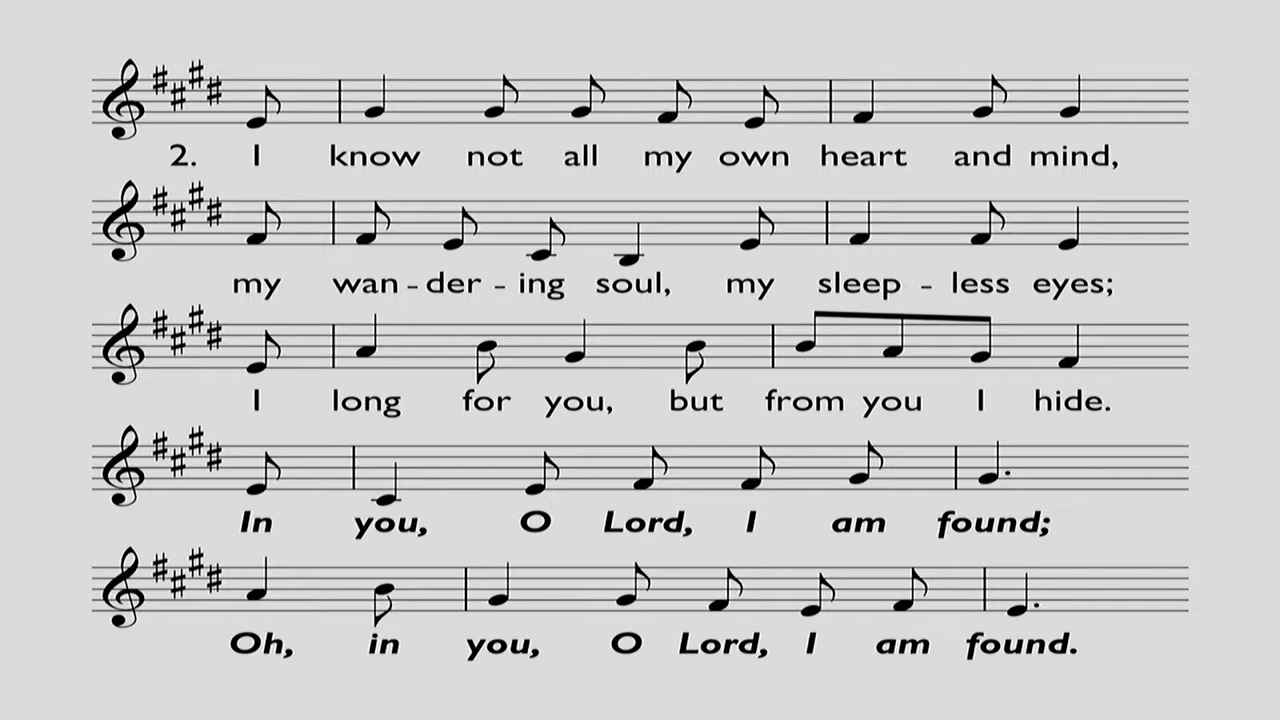 2. I know not all my own heart and mind,
my wan - der - ing soul, my sleep - less eyes;
I long for you, but from you I hide.
In you, O Lord, I am found;
Oh, in you, O Lord, I am found.